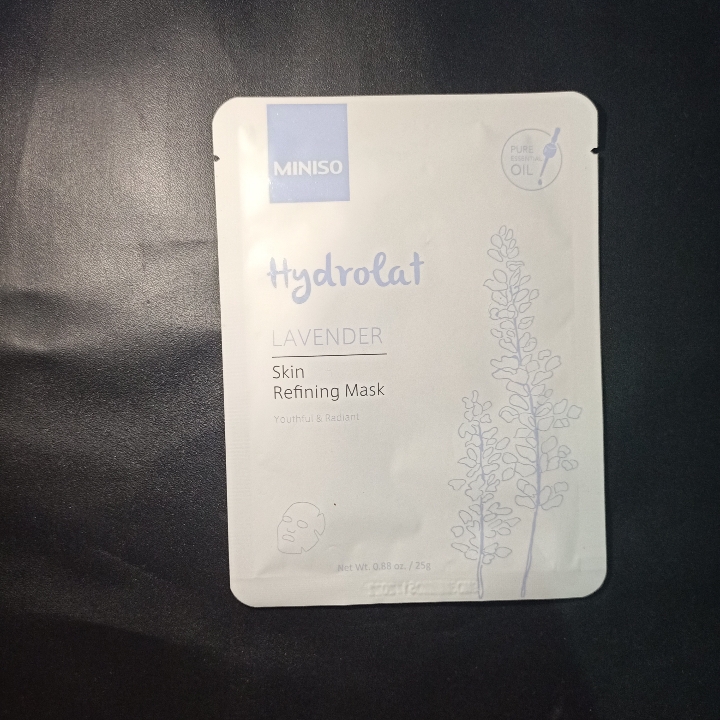 MINISO
PURE
ESSENTIAL
OIL
Hydrolat
LAVENDER
Skin
Refining Mask
Youthful & Radiant
Net Wt. 0.88 oz. / 25g